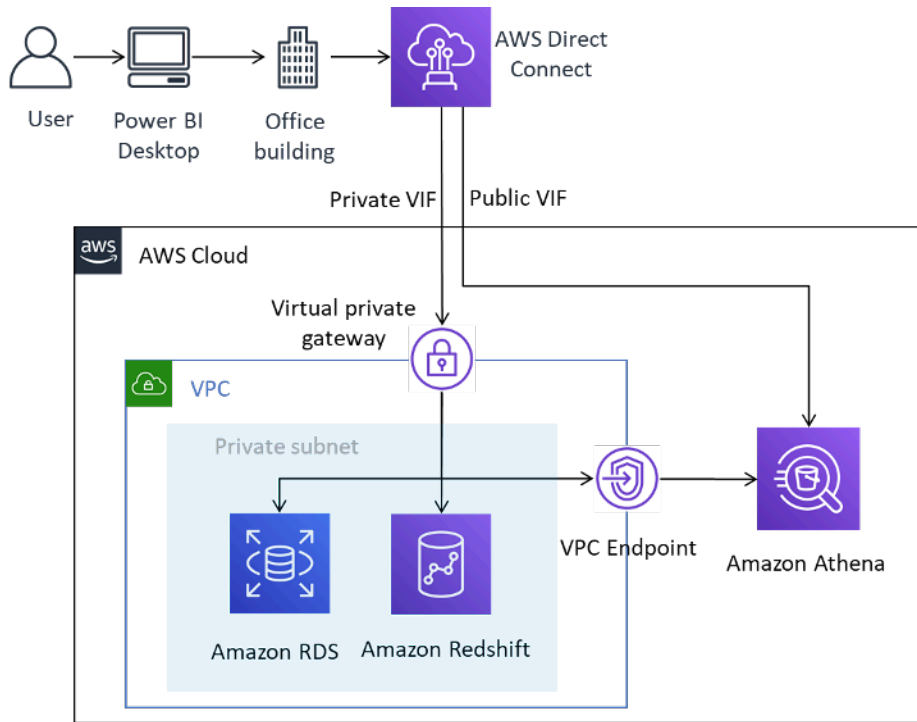 AWS Direct
Connect
User
Power BI
Desktop
Office
building
Private VIF
Public VIF
aws
AWS Cloud
Virtual private
gateway
VPC
Private subnet
VPC Endpoint
Amazon Athena
Amazon RDS
Amazon Redshift